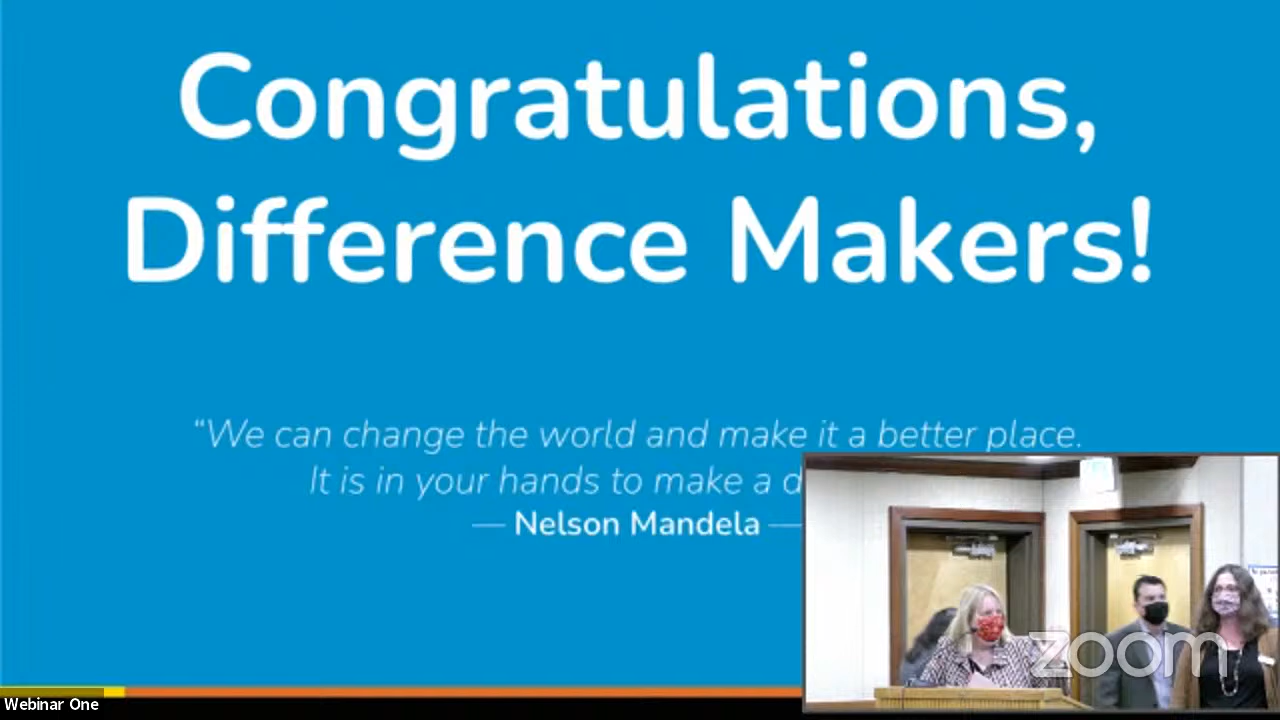 Congratulations,
Difference Makers!
“We can change the world and make it a better place.
It is in your hands to make a d
— Nelson Mandela —
zoom
Webinar One